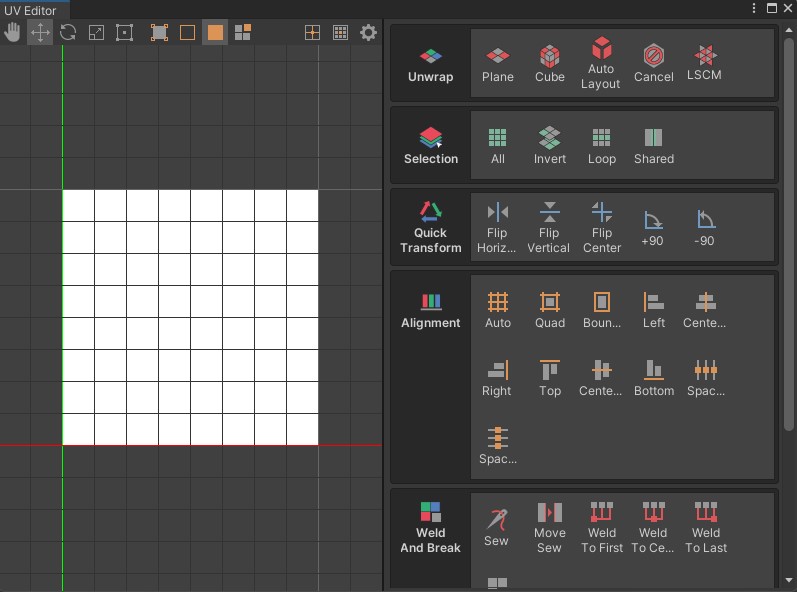 UV Editor
Unwrap
Plane
Cube
Auto
Layout
Cancel
LSCM
Selection
All
Invert
Loop
Shared
Quick
Transform
Flip
Horiz...
Flip
Vertical
Flip
Center
+90
-90
Alignment
Auto
Quad
Boun...
Left
Cente...
Right
Top
Cente...
Bottom
Spac...
Spac...
Weld
And Break
Sew
Move
Sew
Weld
To First
Weld
To Ce...
Weld
To Last